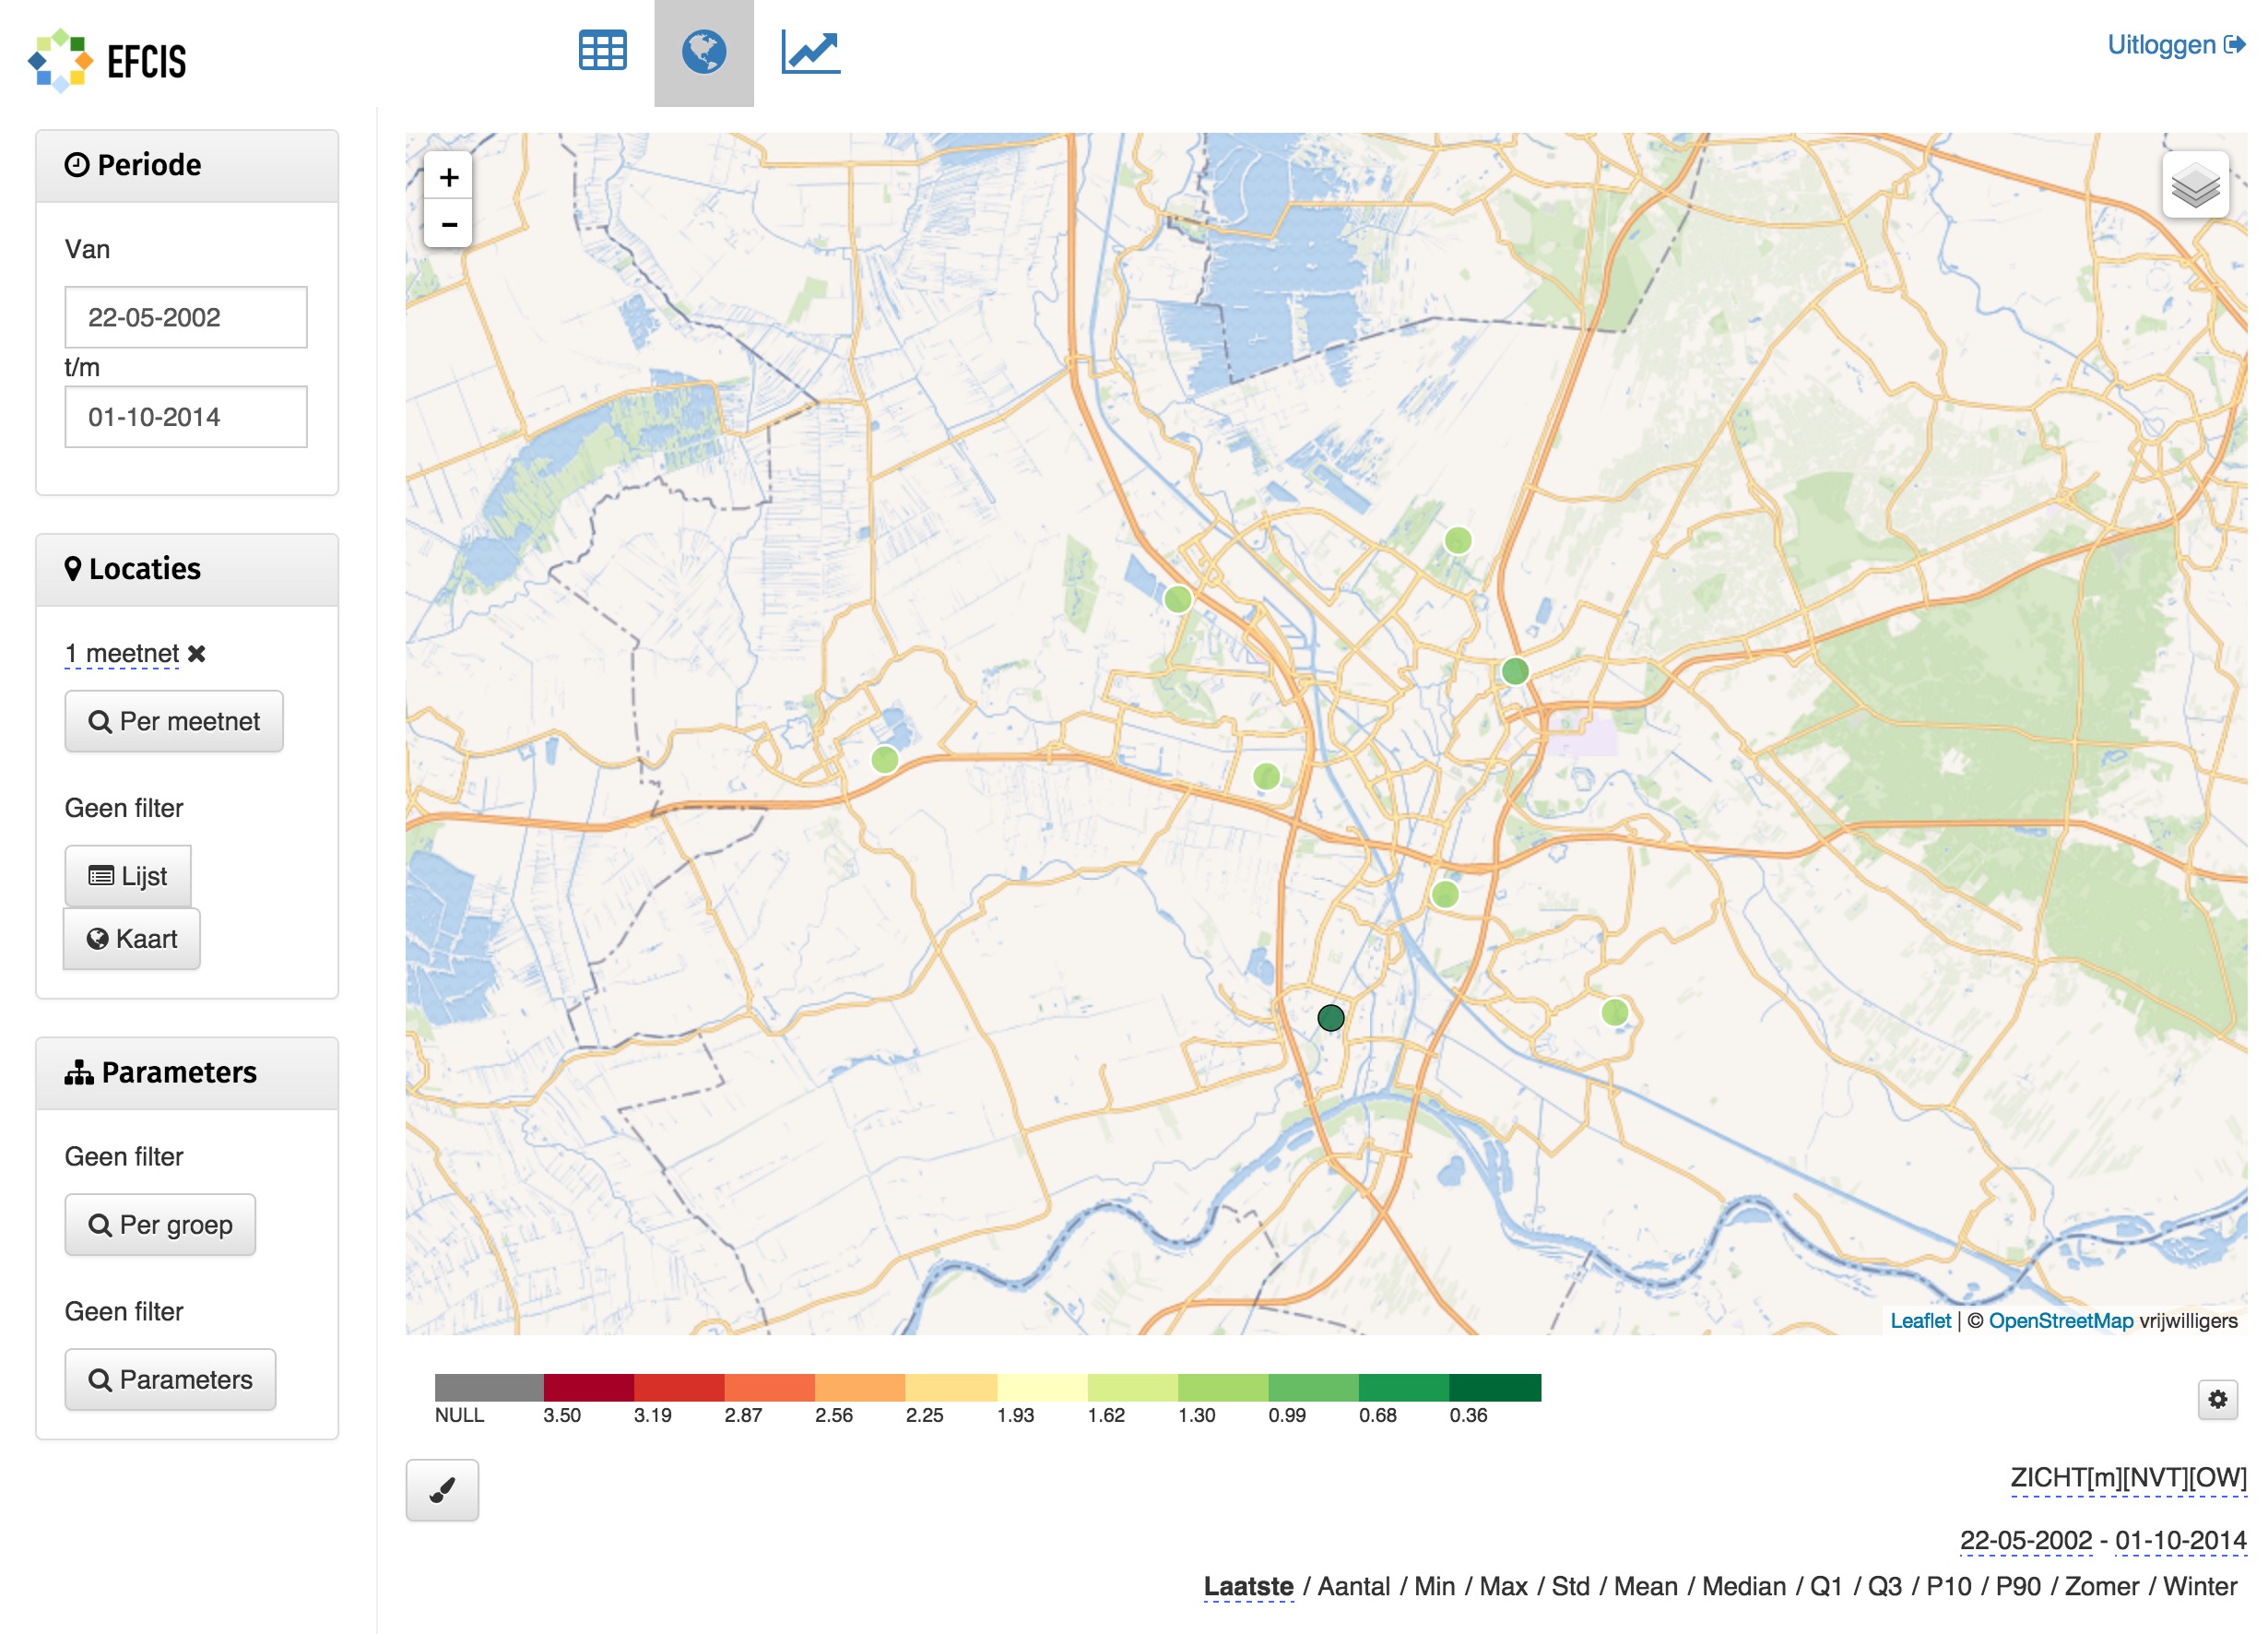 EFCIS
Uitloggen
Periode
Van
22-05-2002
t/m
01-10-2014
Locaties
1 meetnet
Per meetnet
Geen filter
Lijst
Kaart
Parameters
Geen filter
Per groep
Geen filter
Parameters
+
-
Leaflet | © OpenStreetMap vrijwilligers
NULL 3.50 3.19 2.87 2.56 2.25 1.93 1.62 1.30 0.99 0.68 0.36
ZICHT[m][NVT][OW]
22-05-2002 - 01-10-2014
Laatste / Aantal / Min / Max / Std / Mean / Median / Q1 / Q3 / P10 / P90 / Zomer / Winter